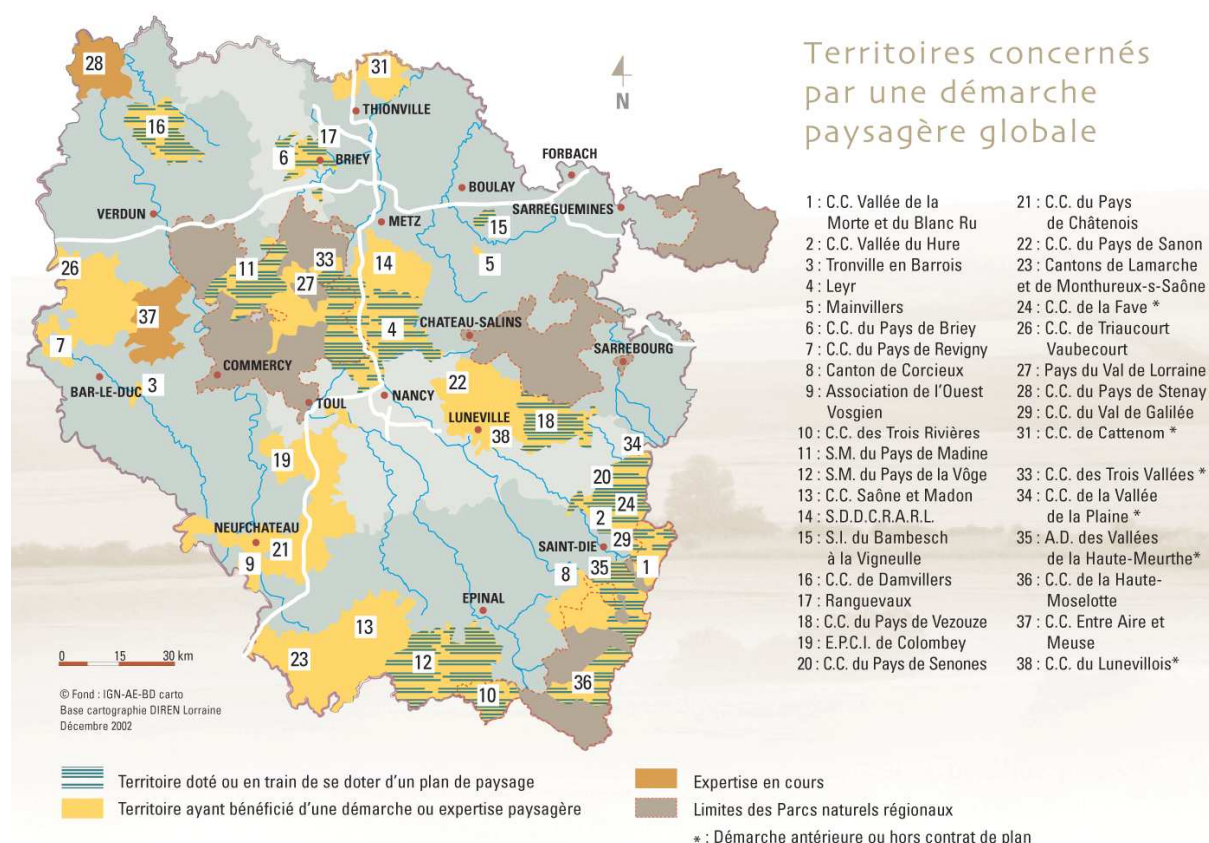 Territoires concernés
par une démarche
paysagère globale
28
31
N
16
THIONVILLE
17
6
BRIEY
FORBACH
BOULAY
VERDUN
METZ
SARREGUEMINES
15
26
11
33
14
5
27
37
4
CHATEAU-SALINS
7
SARREBOURG
COMMERCY
BAR-LE-DUC
3
22
TOUL
NANCY
LUNEVILLE
18
38
34
19
20
24
NEUFCHATEAU
2
21
SAINT-DIE
29
9
8
35
1
EPINAL
13
23
12
36
10
0 15 30 km
© Fond : IGN-AE-BD carto
Base cartographie DIREN Lorraine
Décembre 2002
1 : C.C. Vallée de la
Morte et du Blanc Ru
2 : C.C. Vallée du Hure
3 : Tronville en Barrois
4 : Leyr
5 : Mainvillers
6 : C.C. du Pays de Briey
7 : C.C. du Pays de Revigny
8 : Canton de Corcieux
9 : Association de l'Ouest
Vosgien
10 : C.C. des Trois Rivières
11 : S.M. du Pays de Madine
12 : S.M. du Pays de la Vôge
13 : C.C. Saône et Madon
14 : S.D.D.C.R.A.R.L.
15 : S.I. du Bambesch
à la Vigneulle
16 : C.C. de Damvillers
17 : Ranguevaux
18 : C.C. du Pays de Vezouze
19 : E.P.C.I. de Colombey
20 : C.C. du Pays de Senones
21 : C.C. du Pays
de Châtenois
22 : C.C. du Pays de Sanon
23 : Cantons de Lamarche
et de Monthureux-s-Saône
24 : C.C. de la Fave *
26 : C.C. de Triaucourt
Vaubecourt
27 : Pays du Val de Lorraine
28 : C.C. du Pays de Stenay
29 : C.C. du Val de Galilée
31 : C.C. de Cattenom *
33 : C.C. des Trois Vallées *
34 : C.C. de la Vallée
de la Plaine *
35 : A.D. des Vallées
de la Haute-Meurthe*
36 : C.C. de la Haute-
Moselotte
37 : C.C. Entre Aire et
Meuse
38 : C.C. du Lunevillois*
Territoire doté ou en train de se doter d'un plan de paysage
Territoire ayant bénéficié d'une démarche ou expertise paysagère
Expertise en cours
Limites des Parcs naturels régionaux
* : Démarche antérieure ou hors contrat de plan